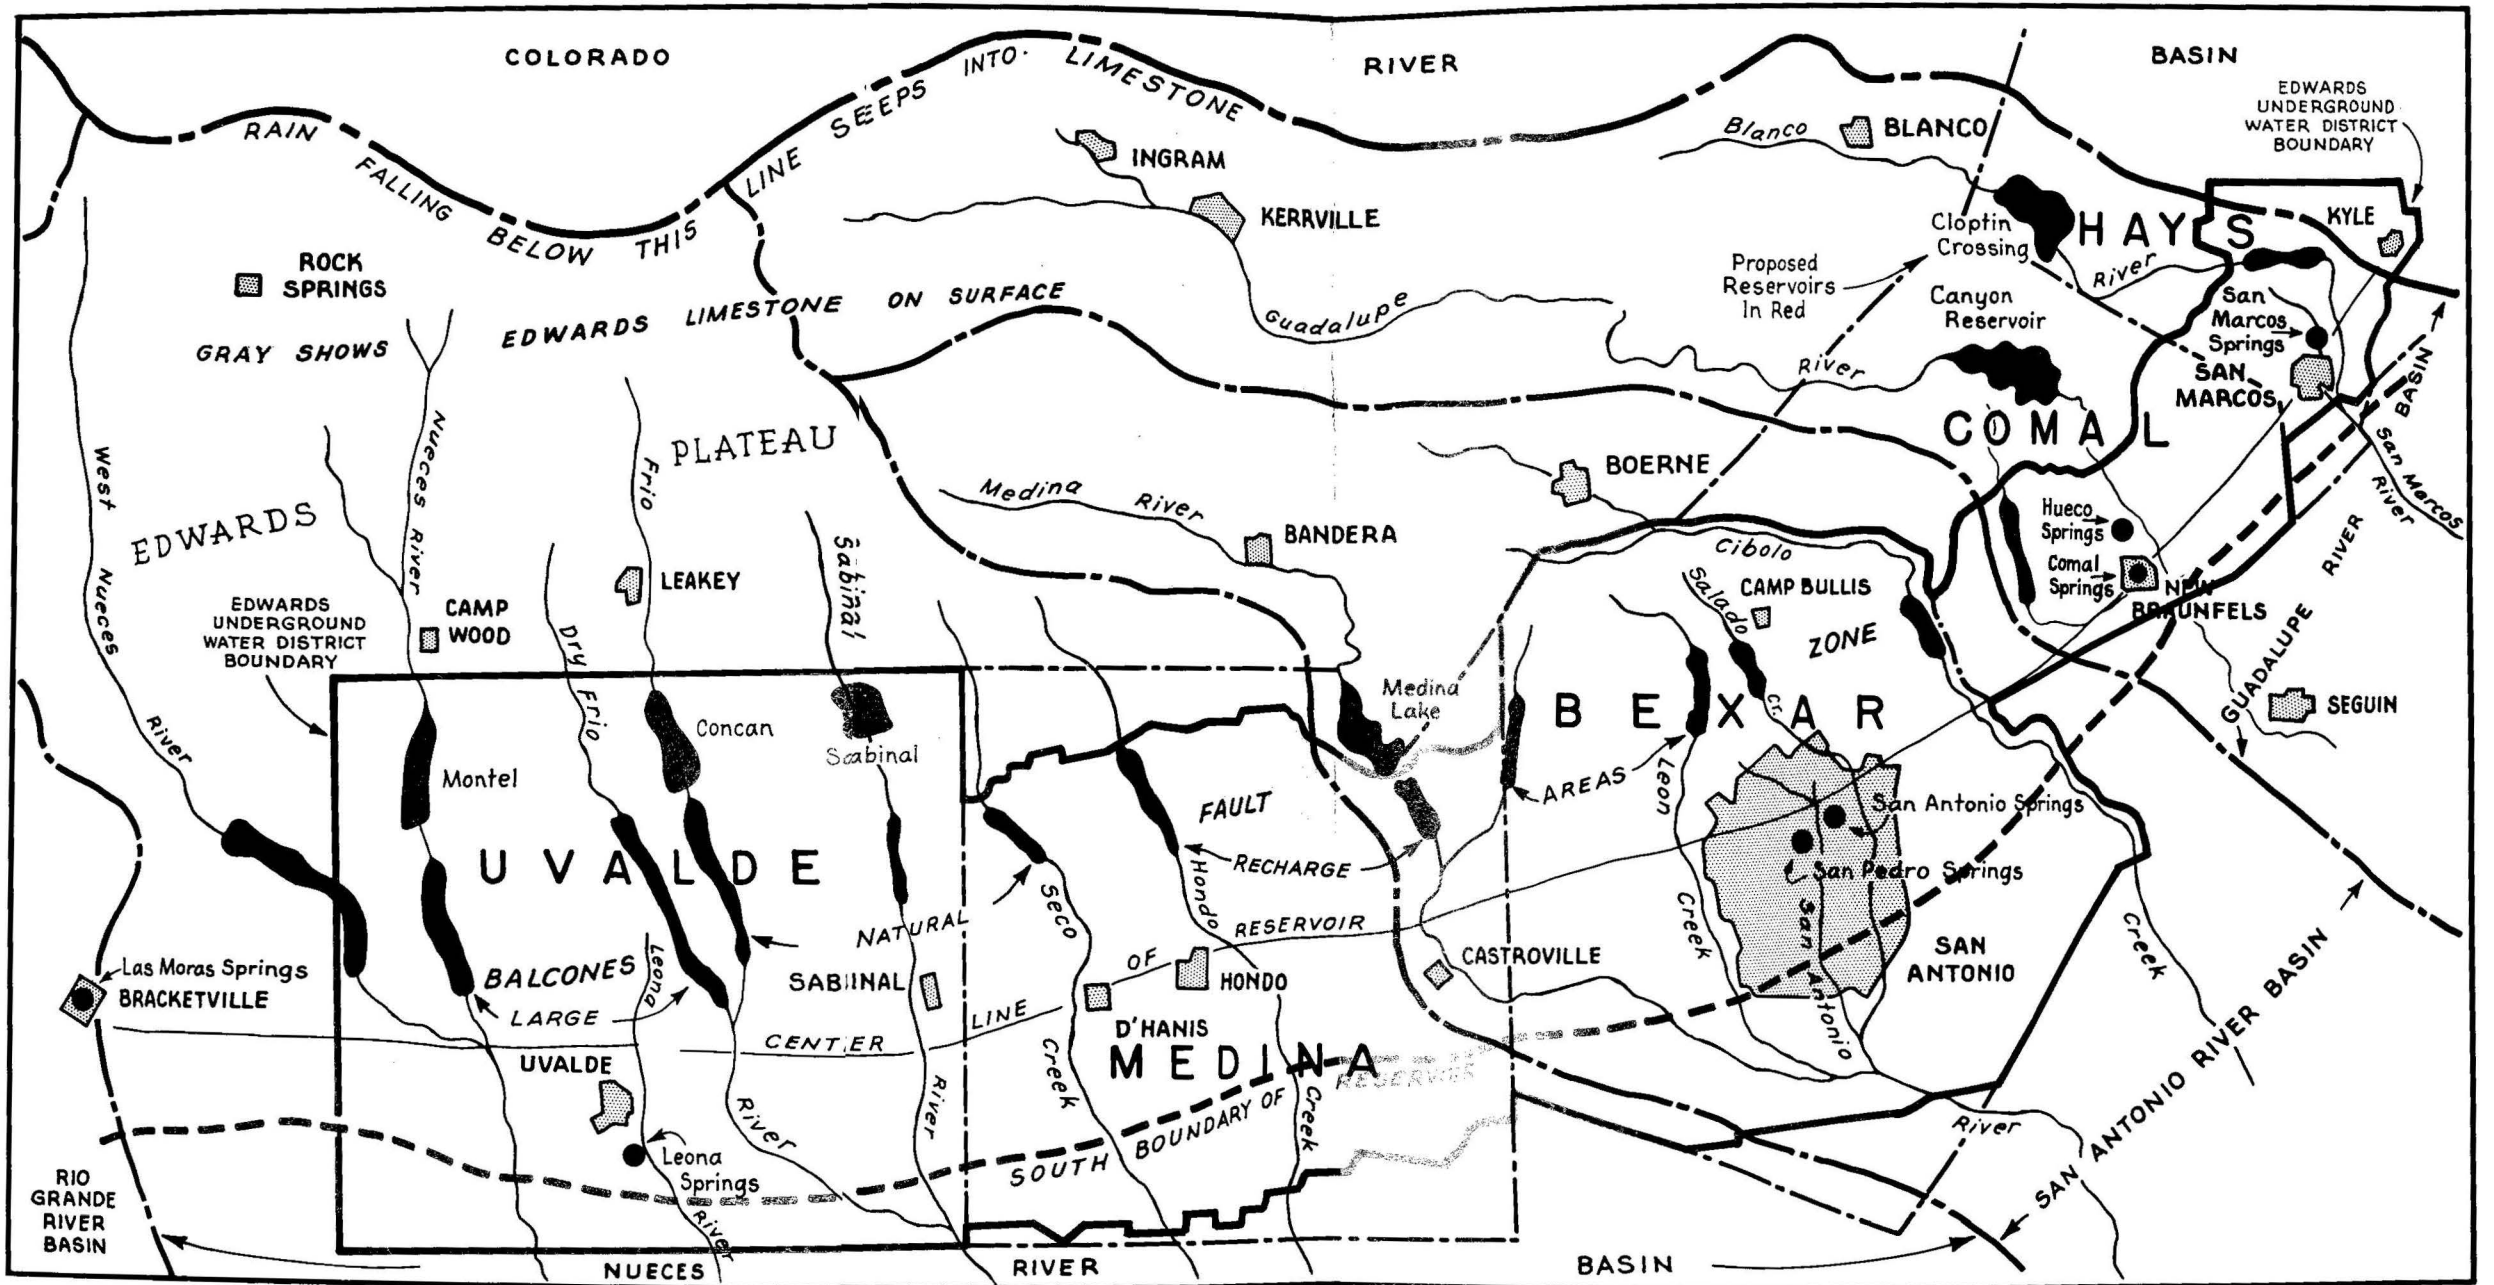 COLORADO RIVER BASIN
RAIN FALLING BELOW THIS LINE SEEPS INTO LIMESTONE
EDWARDS
UNDERGROUND
WATER DISTRICT
BOUNDARY
Blanco
BLANCO
INGRAM
KERRVILLE
Cloptin
Crossing
HAYS
KYLE
River
ROCK
SPRINGS
Proposed
Reservoirs
In Red
Canyon
Reservoir
San
Marcos
Springs
GRAY SHOWS EDWARDS LIMESTONE ON SURFACE
Guadalupe
River
SAN
MARCOS
BASIN
San Marcos
River
COMAL
EDWARDS PLATEAU
West Nueces River
Nueces River
Frio
Medina River
BOERNE
BANDERA
Hueco
Springs
Comal
Springs
NEW
BRAUNFELS
RIVER
GUADALUPE
Sabinal
Cibolo
Salado
CAMP BULLIS
ZONE
LEAKEY
EDWARDS
UNDERGROUND
WATER DISTRICT
BOUNDARY
CAMP
WOOD
Dry Frio
Medina
Lake
BEXAR
Cr.
SEGUIN
Concan
Sabinal
Montel
AREAS
Leon
Creek
FAULT
San Antonio Springs
UVALDE
RECHARGE
San Pedro Springs
Hondo
Seco
NATURAL
RESERVOIR
San Antonio
Creek
SAN
ANTONIO
CASTROVILLE
Las Moras Springs
BRACKETVILLE
BALCONES
Leona
SABINAL
OF
HONDO
LARGE
LINE
D'HANIS
CENTER
UVALDE
MEDINA
Creek
RESERVOIR
SOUTH BOUNDARY OF
Creek
River
River
River
SAN ANTONIO RIVER BASIN
Leona
Springs
River
RIO
GRANDE
RIVER
BASIN
NUECES RIVER BASIN